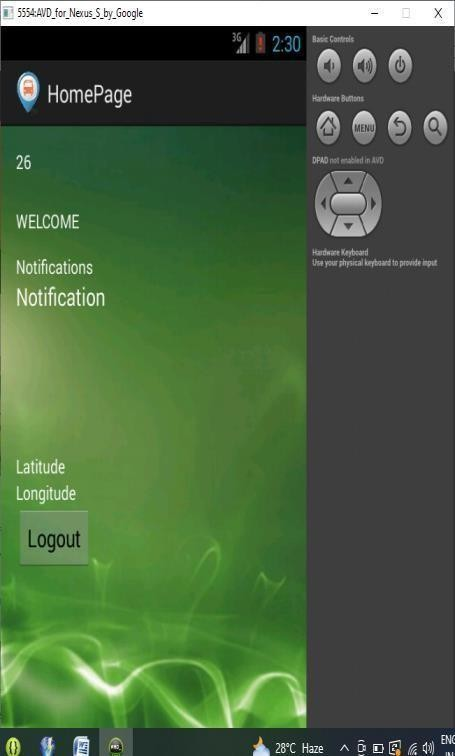 5554:AVD_for_Nexus_S_by_Google
3G
2:30
HomePage
26
WELCOME
Notifications
Notification
Latitude
Longitude
Logout
Basic Controls
Hardware Buttons
MENU
DPAD not enabled in AVD
Hardware Keyboard
Use your physical keyboard to provide input
28°C Haze
ENG
IN